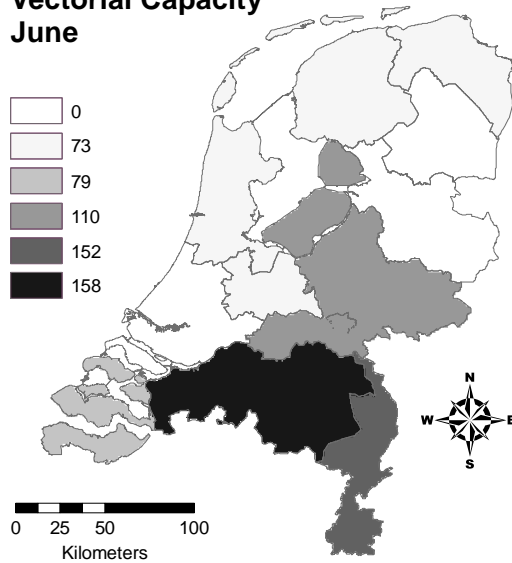 Vectorial Capacity
June
0
73
79
110
152
158
N
W E
S
0 25 50 100
Kilometers